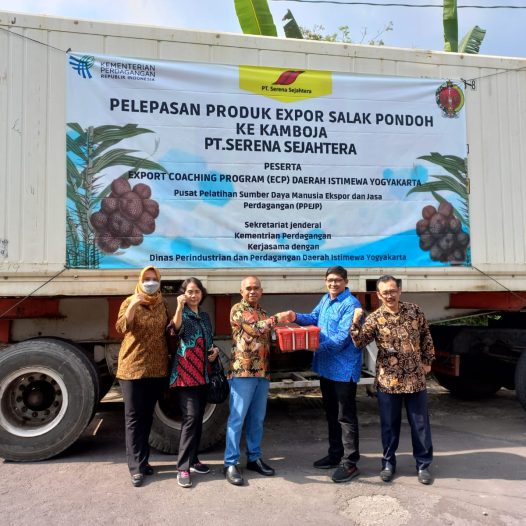 KEMENTERIAN
PERDAGANGAN
REPUBLIK INDONESIA
PT. Serena Sejahtera
PELEPASAN PRODUK EXPOR SALAK PONDOH
KE KAMBOJA
PT.SERENA SEJAHTERA
PESERTA
EXPORT COACHING PROGRAM (ECP) DAERAH ISTIMEWA YOGYAKARTA
Pusat Pelatihan Sumber Daya Manusia Ekspor dan Jasa
Perdagangan (PPEJP)
Sekretariat jenderal
Kementrian Perdagangan
Kerjasama dengan
Dinas Perindustrian dan Perdagangan Daerah Istimewa Yogyakarta